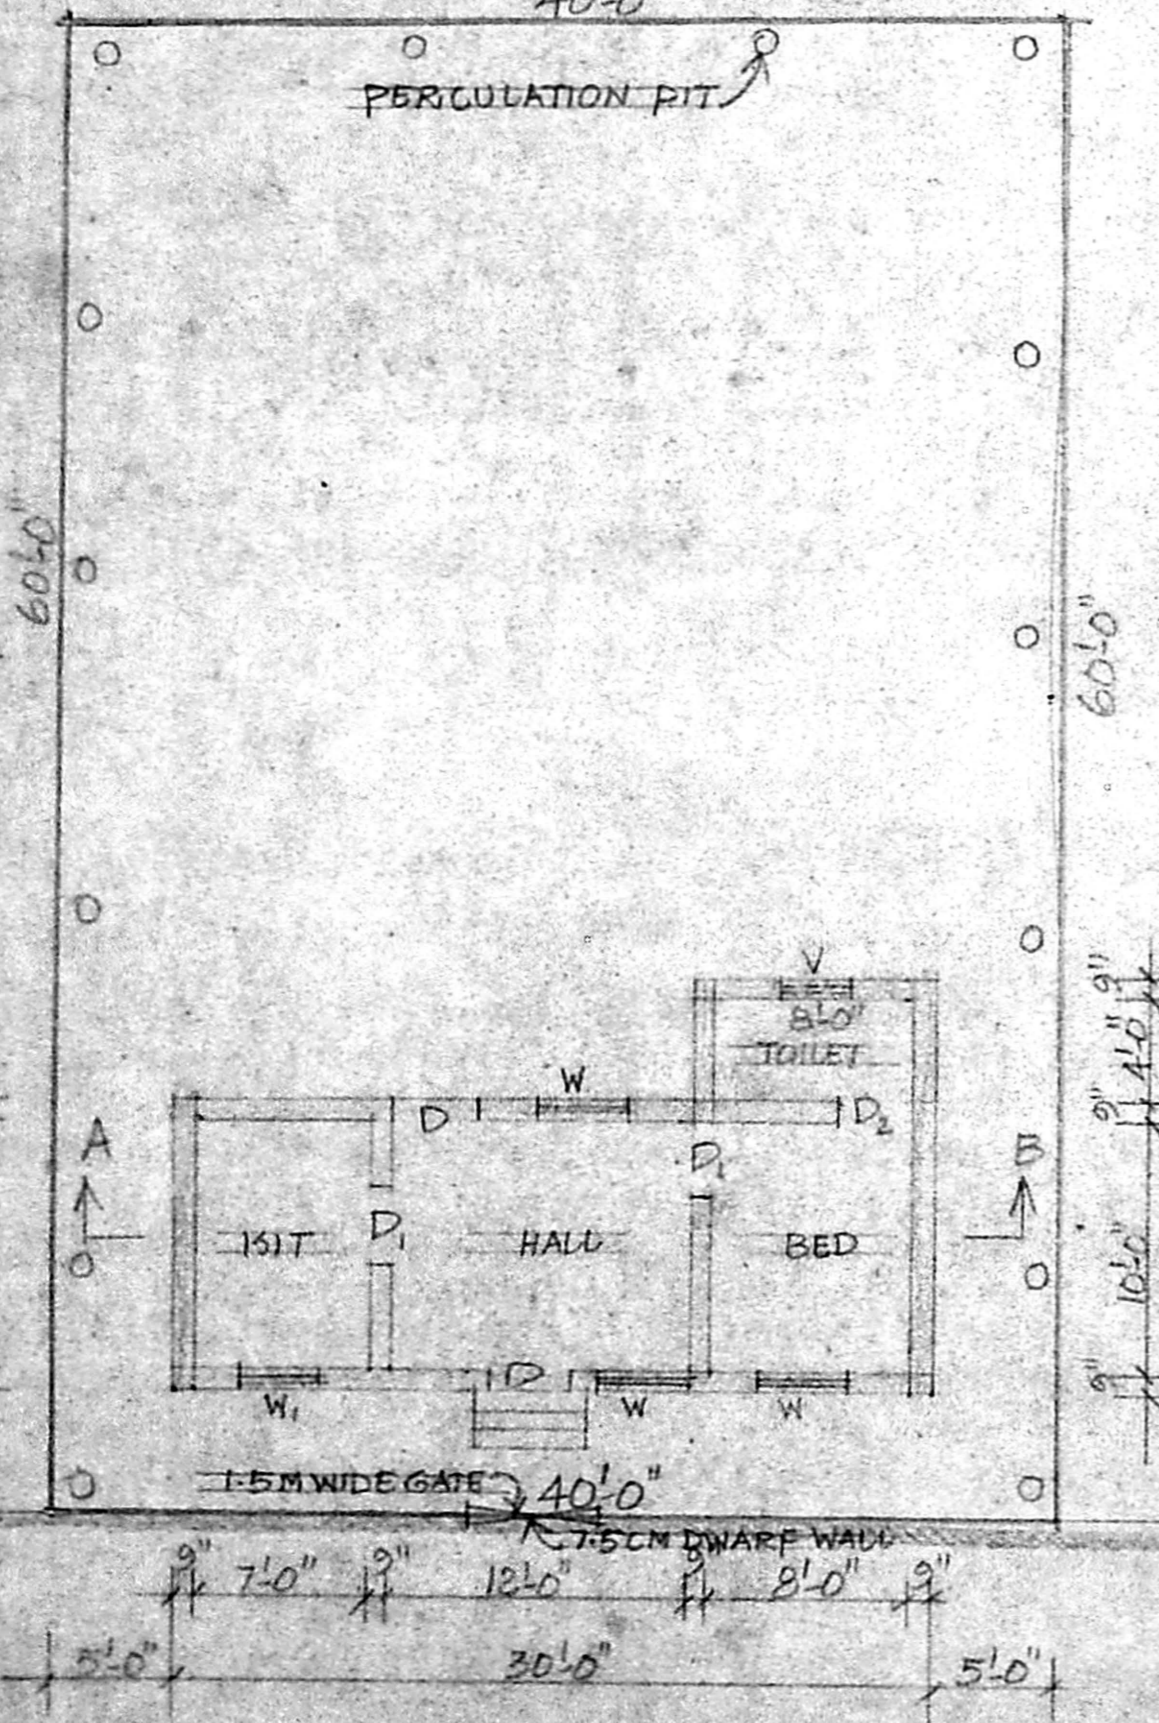 40'-0"
PERICULATION PIT
60'-0"
60'-0"
V
8'-0"
TOILET
9"
4'-0"
9"
W
D
D2
A
D1
B
KIT
D1
HALL
BED
10'-0"
D
9"
W1
W
W
1.5M WIDE GATE
40'-0"
7.5CM DWARF WALL
9"
7'-0"
9"
12'-0"
9"
8'-0"
9"
5'-0"
30'-0"
5'-0"